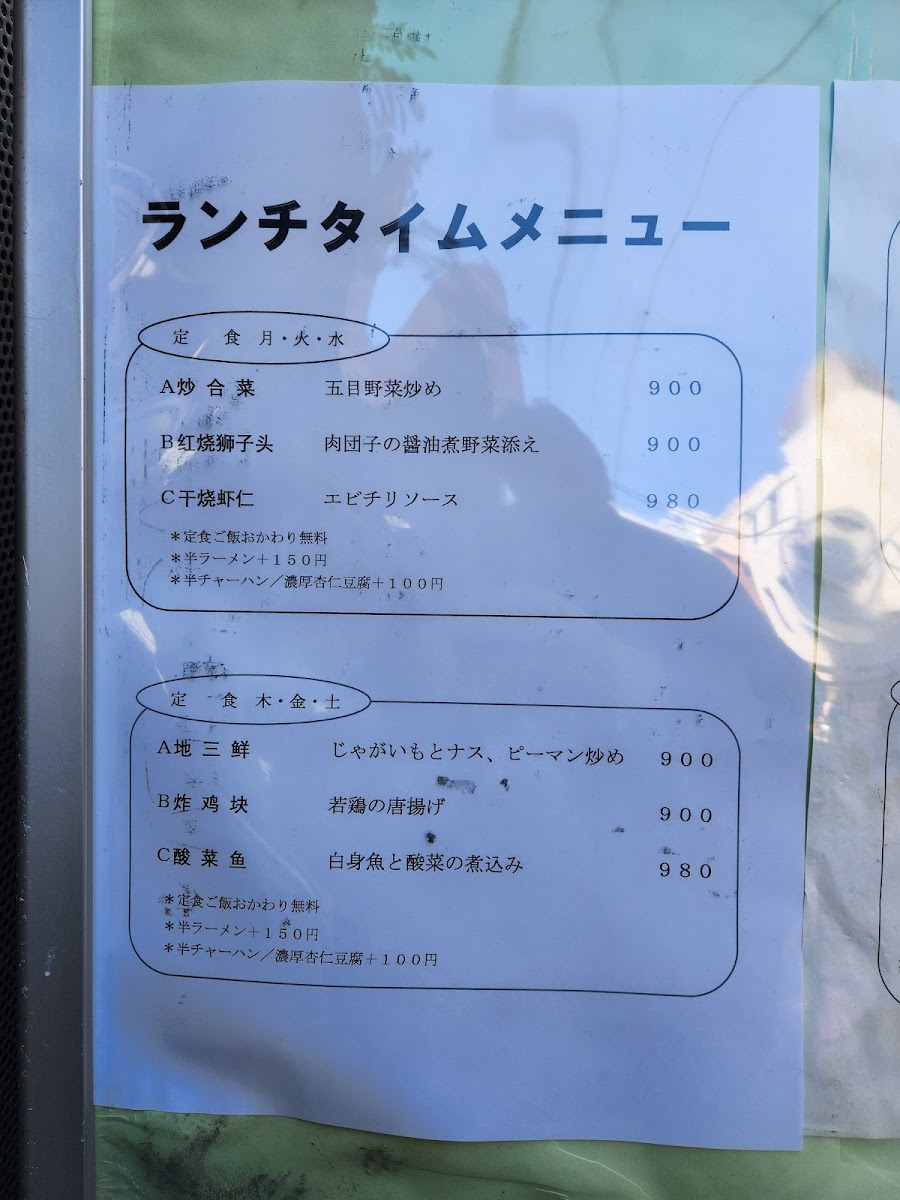 ランチタイムメニュー
定 食 月・火・水
A炒 合 菜 五目野菜炒め 900
B红烧狮子头 肉団子の醤油煮野菜添え 900
C干烧虾仁 エビチリソース 980
＊定食ご飯おかわり無料
＊半ラーメン＋150円
＊半チャーハン／濃厚杏仁豆腐＋100円
定 食 木・金・土
A地 三 鲜 じゃがいもとナス、ピーマン炒め 900
B炸 鸡 块 若鶏の唐揚げ 900
C酸 菜 鱼 白身魚と酸菜の煮込み 980
＊定食ご飯おかわり無料
＊半ラーメン＋150円
＊半チャーハン／濃厚杏仁豆腐＋100円